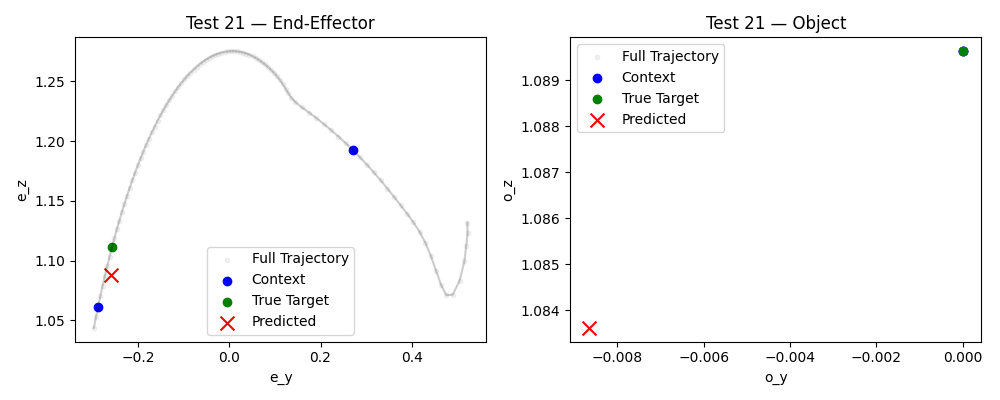 Test 21 — End-Effector
e_z
1.25
1.20
1.15
1.10
1.05
Full Trajectory
Context
True Target
Predicted
−0.2
0.0
0.2
0.4
e_y
Test 21 — Object
o_z
1.089
1.088
1.087
1.086
1.085
1.084
Full Trajectory
Context
True Target
Predicted
−0.008
−0.006
−0.004
−0.002
0.000
o_y